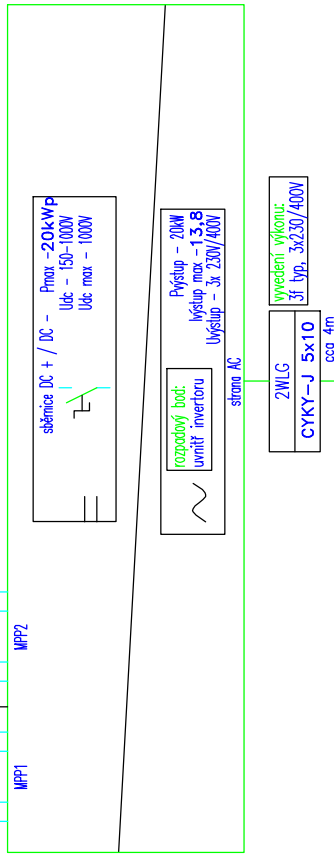 MPP1
MPP2
sběrnice DC + / DC -
Pmax -20kWp
Udc - 150-1000V
Udc max - 1000V
rozpadový bod:
uvnitř invertoru
Pvýstup - 20kW
Ivýstup max -13,8
Uvýstup - 3x 230V/400V
strana AC
2WLG
CYKY-J 5x10
cca 4m
vyvedení výkonu:
3f typ, 3x230/400V